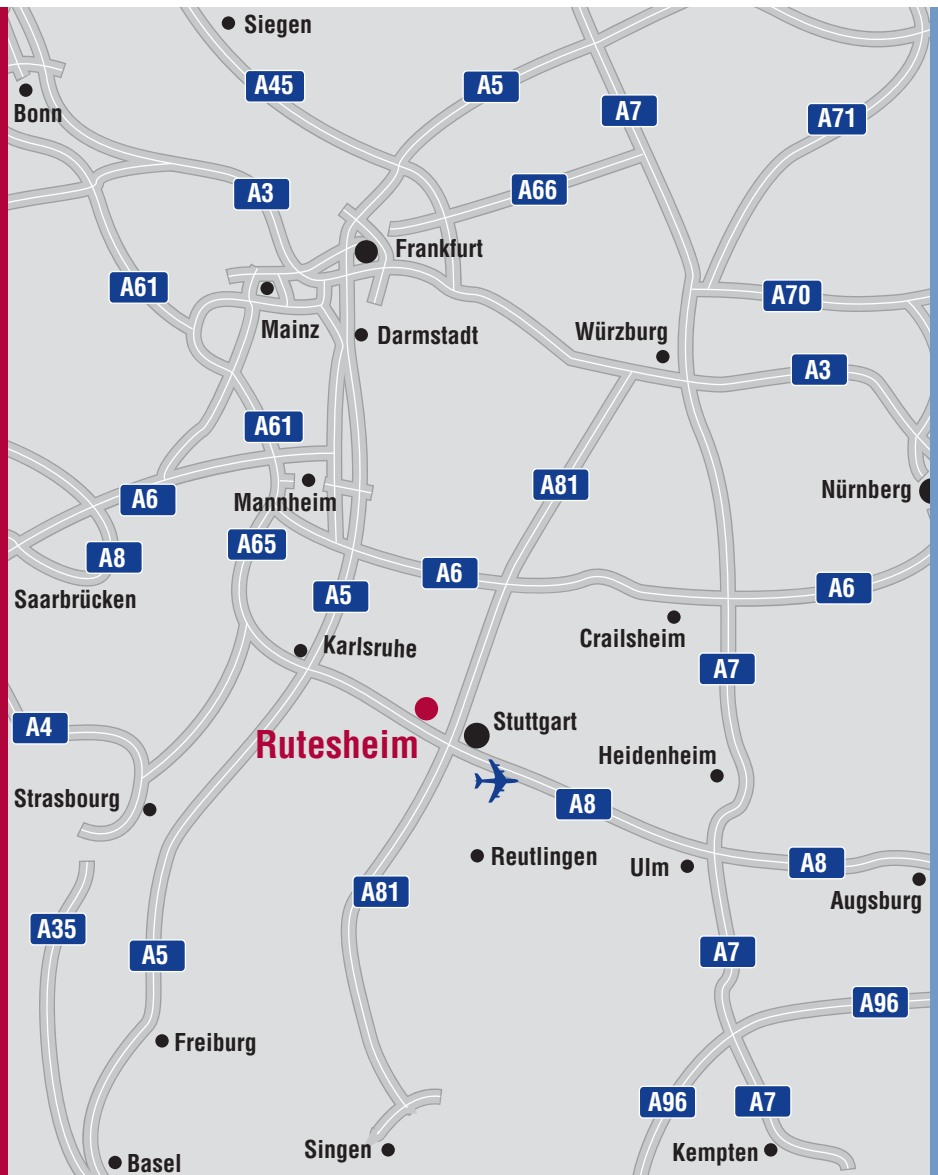 Siegen
A45
A5
Bonn
A7
A71
A3
A66
Frankfurt
A61
A70
Mainz
Darmstadt
Würzburg
A3
A61
A81
Nürnberg
A6
Mannheim
A65
A8
A6
A5
A6
Saarbrücken
Crailsheim
Karlsruhe
A7
A4
Stuttgart
Rutesheim
Heidenheim
Strasbourg
A8
Reutlingen
Ulm
A8
A81
Augsburg
A35
A5
A7
A96
Freiburg
A96
A7
Singen
Kempten
Basel